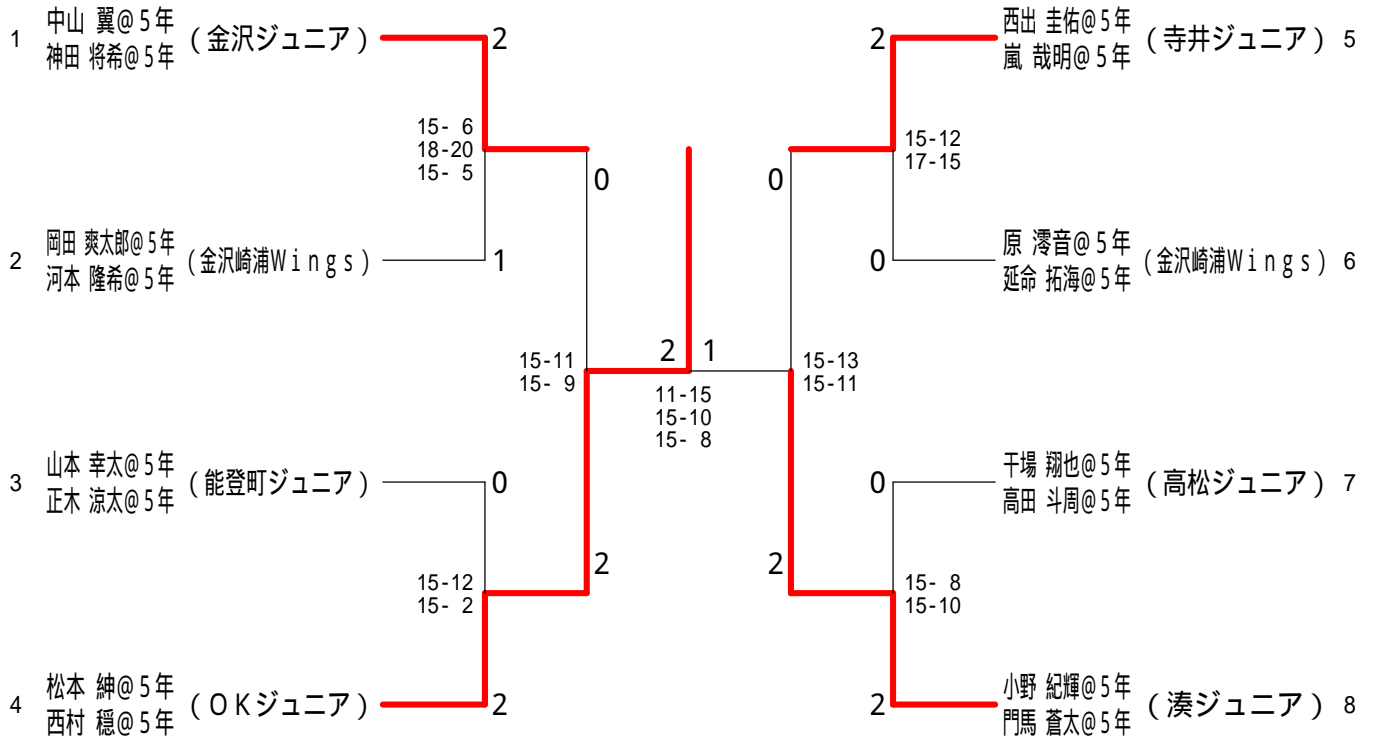 1 中山 翼@5年 (金沢ジュニア) 2
神田 将希@5年
15- 6
18-20
15- 5
2 岡田 爽太郎@5年 (金沢崎浦Wings) 1
河本 隆希@5年
0
15-11
15- 9
3 山本 幸太@5年 (能登町ジュニア) 0
正木 涼太@5年
15-12
15- 2
2
4 松本 紳@5年 (OKジュニア) 2
西村 穏@5年
2 1
11-15
15-10
15- 8
2 西出 圭佑@5年 (寺井ジュニア) 5
嵐 哉明@5年
15-12
17-15
0
0 原 澪音@5年 (金沢崎浦Wings) 6
延命 拓海@5年
15-13
15-11
0 干場 翔也@5年 (高松ジュニア) 7
高田 斗周@5年
2
15- 8
15-10
2 小野 紀輝@5年 (湊ジュニア) 8
門馬 蒼太@5年